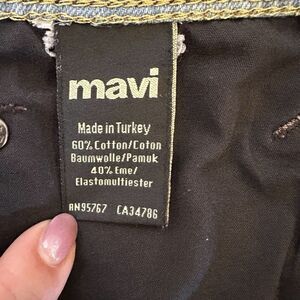 mavi
Made in Turkey
60% Cotton/Coton
Baumwolle/Pamuk
40% Eme/
Elastomultiester
RN95767 CA34786